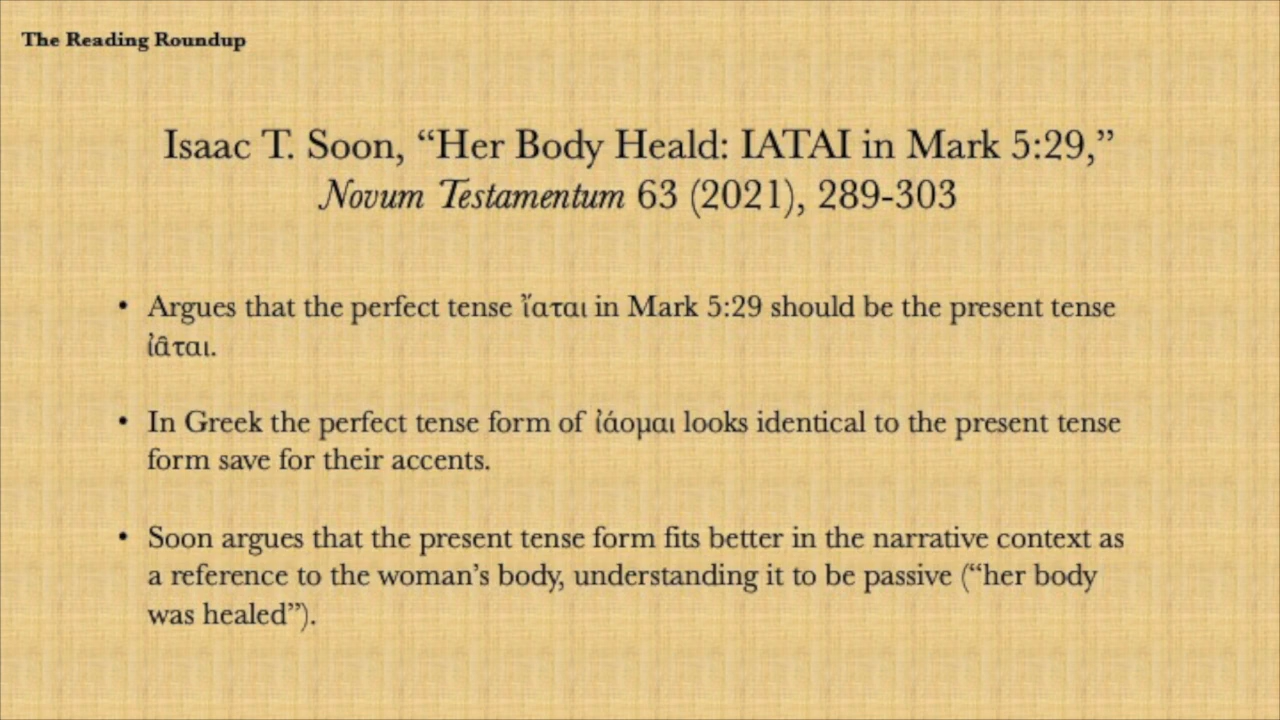 The Reading Roundup
Isaac T. Soon, “Her Body Heald: IATAI in Mark 5:29,”
Novum Testamentum 63 (2021), 289-303
• Argues that the perfect tense ἴαται in Mark 5:29 should be the present tense
ἰᾶται.
• In Greek the perfect tense form of ἰάομαι looks identical to the present tense
form save for their accents.
• Soon argues that the present tense form fits better in the narrative context as
a reference to the woman’s body, understanding it to be passive (“her body
was healed”).